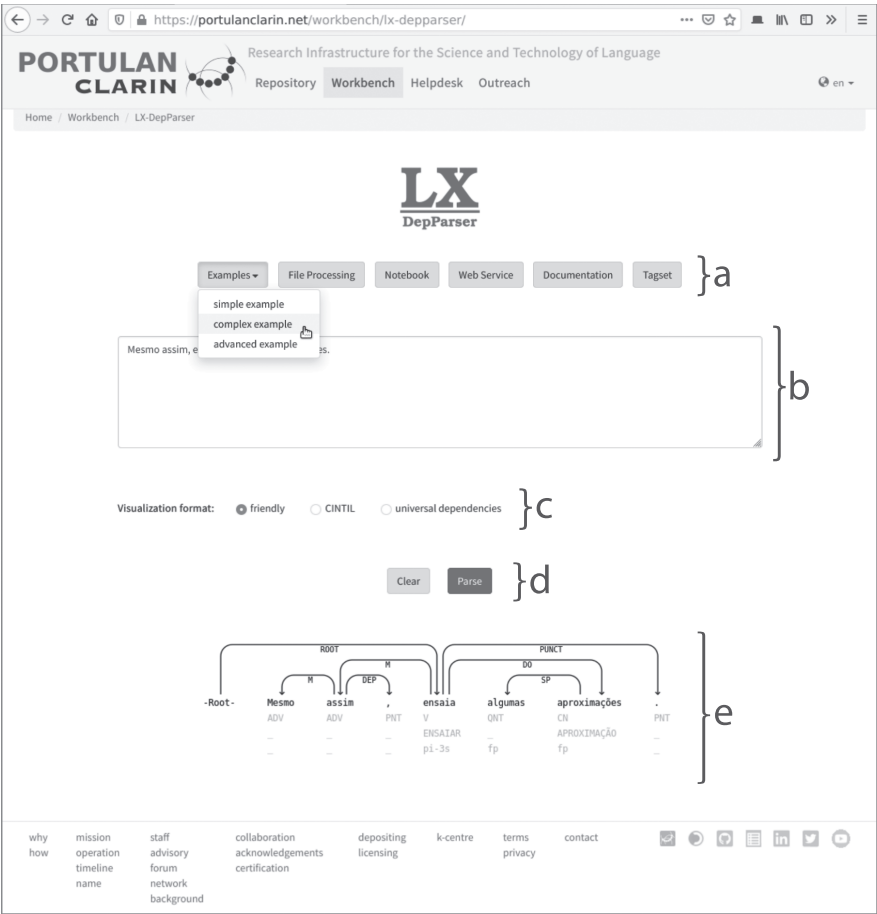 https://portulanclarin.net/workbench/lx-depparser/
PORTULAN
CLARIN
Research Infrastructure for the Science and Technology of Language
Repository Workbench Helpdesk Outreach
en
Home / Workbench / LX-DepParser
LX
DepParser
Examples File Processing Notebook Web Service Documentation Tagset
a
simple example
complex example
advanced example
Mesmo assim, e es.
b
Visualization format: friendly CINTIL universal dependencies
c
Clear Parse
d
ROOT PUNCT
M DO
M DEP SP
-Root- Mesmo assim , ensaia algumas aproximações .
ADV ADV PNT V QNT CN PNT
_ _ _ ENSAIAR _ APROXIMAÇÃO _
_ _ _ pi-3s fp fp _
e
why mission staff collaboration depositing k-centre terms contact
how operation advisory acknowledgements licensing privacy
timeline forum certification
name network
background